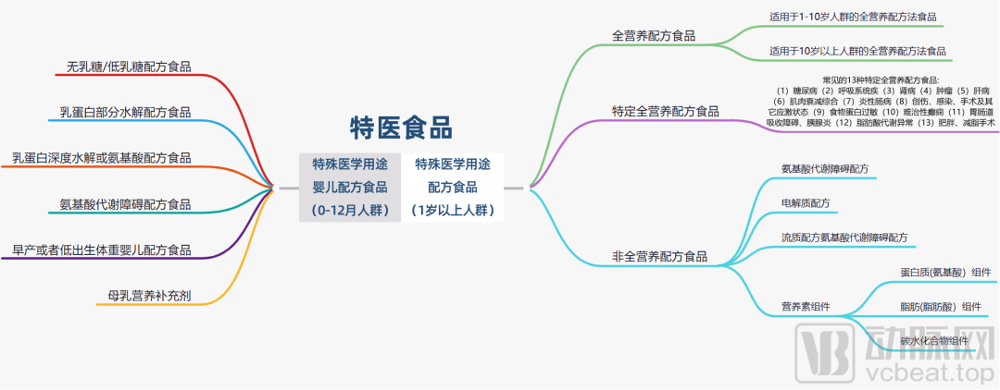 特医食品
特殊医学用途
婴儿配方食品
(0-12月人群)
特殊医学用途
配方食品
(1岁以上人群)
无乳糖/低乳糖配方食品
乳蛋白部分水解配方食品
乳蛋白深度水解或氨基酸配方食品
氨基酸代谢障碍配方食品
早产或者低出生体重婴儿配方食品
母乳营养补充剂
全营养配方食品
适用于1-10岁人群的全营养配方法食品
适用于10岁以上人群的全营养配方法食品
特定全营养配方食品
常见的13种特定全营养配方食品:
(1) 糖尿病 (2) 呼吸系统疾 (3) 肾病 (4) 肿瘤 (5) 肝病
(6) 肌肉衰减综合 (7) 炎性肠病 (8) 创伤、感染、手术及其
它应激状态 (9) 食物蛋白过敏 (10) 难治性癫痫 (11) 胃肠道
吸收障碍、胰腺炎 (12) 脂肪酸代谢异常 (13) 肥胖、减脂手术
非全营养配方食品
氨基酸代谢障碍配方
电解质配方
流质配方氨基酸代谢障碍配方
营养素组件
蛋白质(氨基酸）组件
脂肪(脂肪酸）组件
碳水化合物组件
VB 动脉网
vcbeat.top